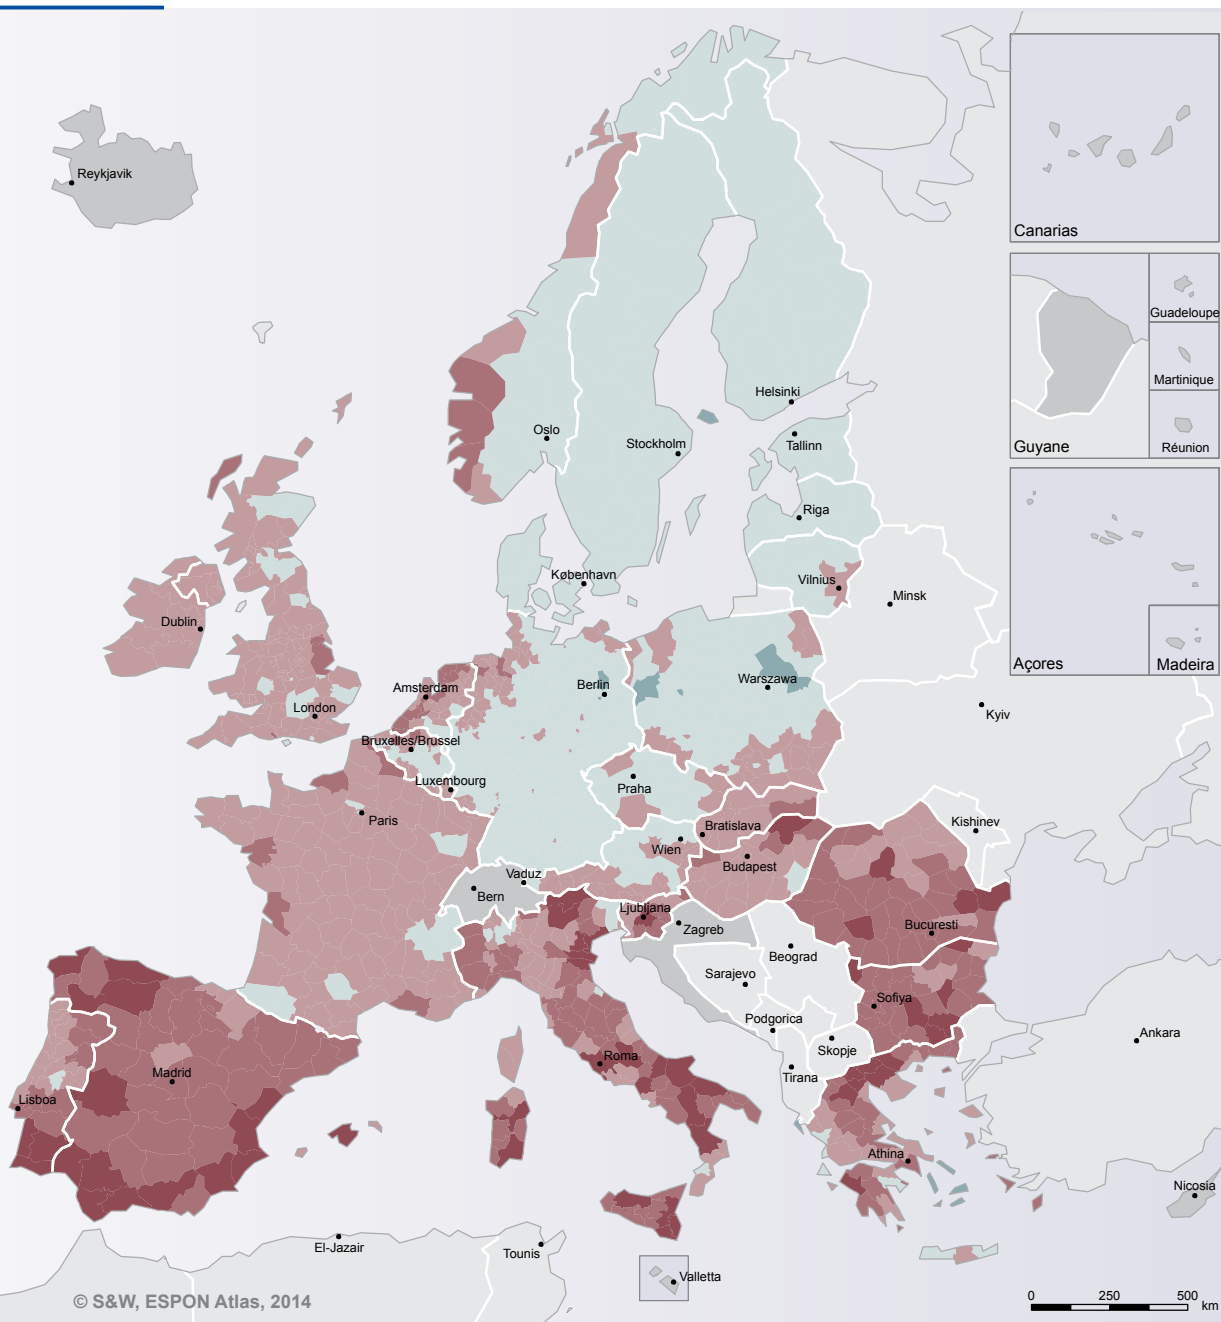 Reykjavik
Canarias
Guadeloupe
Martinique
Guyane
Réunion
Helsinki
Oslo
Stockholm
Tallinn
Riga
Açores
Madeira
København
Vilnius
Minsk
Dublin
Amsterdam
Berlin
Warszawa
London
Kyiv
Bruxelles/Brussel
Luxembourg
Praha
Paris
Bratislava
Kishinev
Wien
Budapest
Vaduz
Bern
Ljubljana
Zagreb
Bucuresti
Beograd
Sarajevo
Sofiya
Podgorica
Skopje
Ankara
Roma
Tirana
Madrid
Lisboa
Athina
Nicosia
El-Jazair
Tounis
Valletta
© S&W, ESPON Atlas, 2014
0 250 500
km